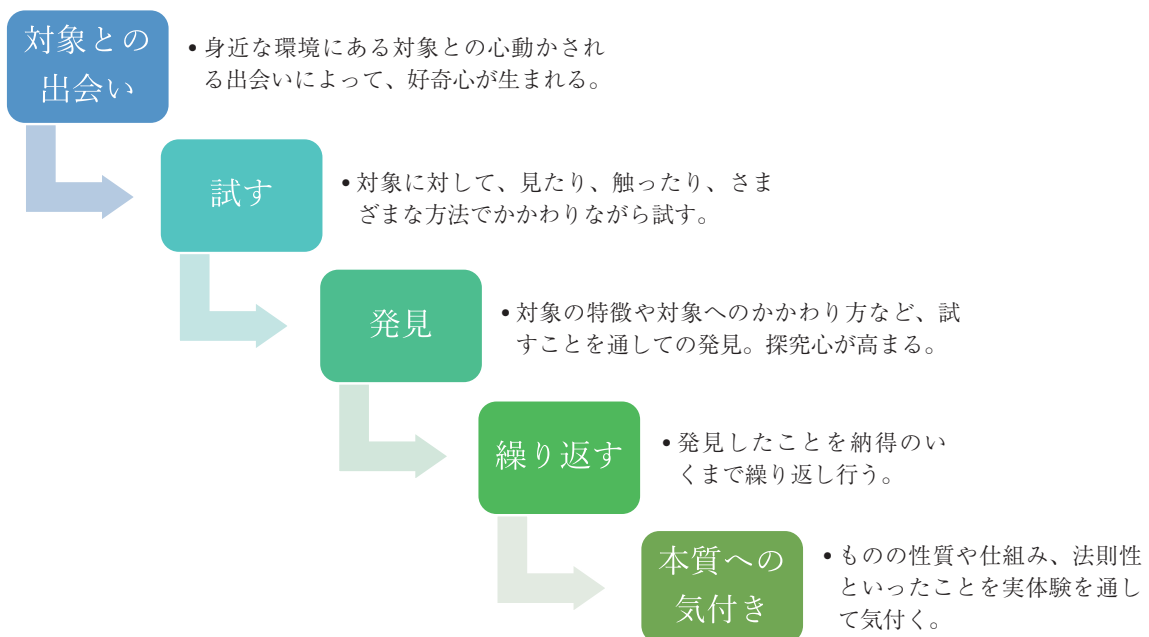 対象との
出会い
•身近な環境にある対象との心動かされ
る出会いによって、好奇心が生まれる。
試す
•対象に対して、見たり、触ったり、さま
ざまな方法でかかわりながら試す。
発見
•対象の特徴や対象へのかかわり方など、試
すことを通しての発見。探究心が高まる。
繰り返す
•発見したことを納得のい
くまで繰り返し行う。
本質への
気付き
•ものの性質や仕組み、法則性
といったことを実体験を通し
て気付く。